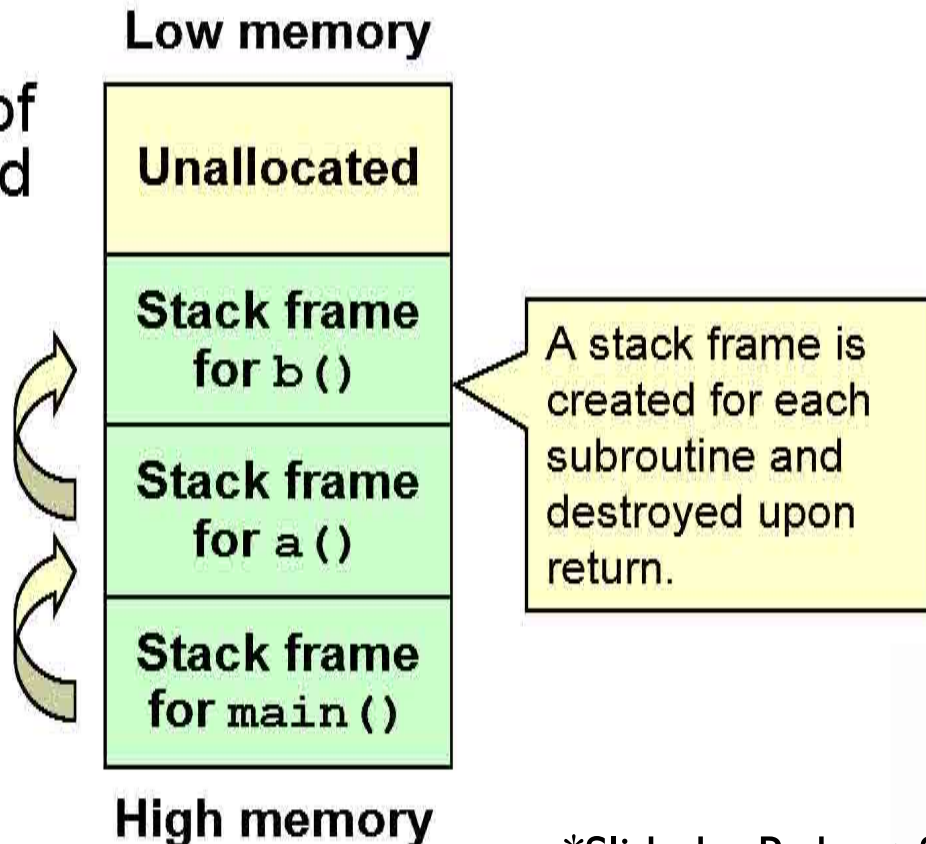 Low memory
of
d
Unallocated
Stack frame
for b()
Stack frame
for a()
Stack frame
for main()
High memory
A stack frame is
created for each
subroutine and
destroyed upon
return.